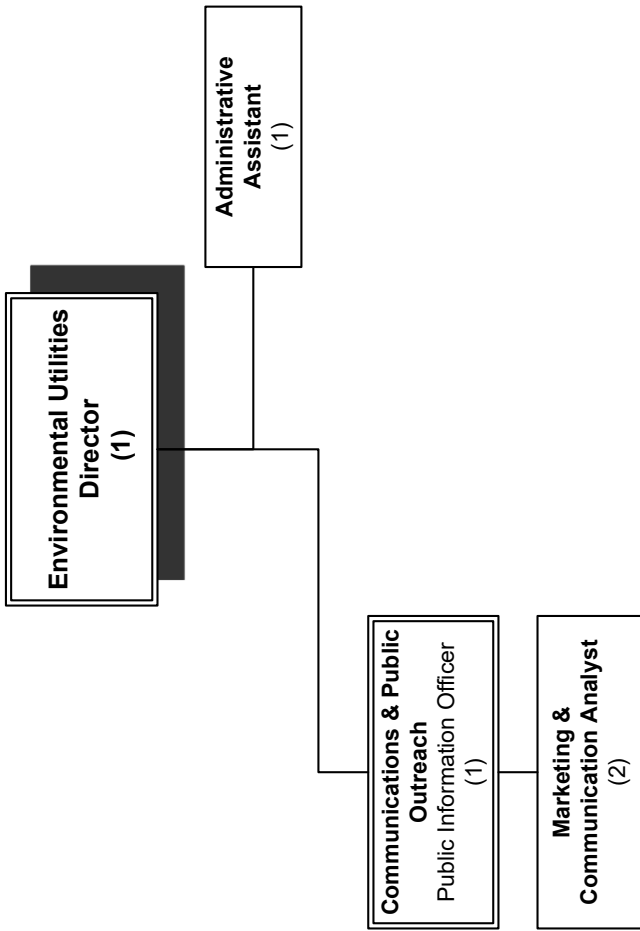 Environmental Utilities
Director
(1)
Administrative
Assistant
(1)
Communications & Public
Outreach
Public Information Officer
(1)
Marketing &
Communication Analyst
(2)